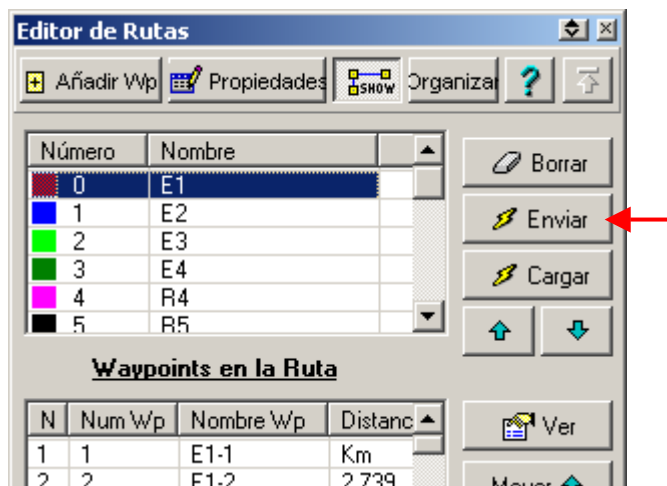 Editor de Rutas
Añadir Wp Propiedades SHOW Organizar ?
Número Nombre
0 E1
1 E2
2 E3
3 E4
4 R4
5 R5
Borrar
Enviar
Cargar
Waypoints en la Ruta
N Num Wp Nombre Wp Distanc
1 1 E1-1 Km
2 2 E1-2 2.739
Ver
Mover